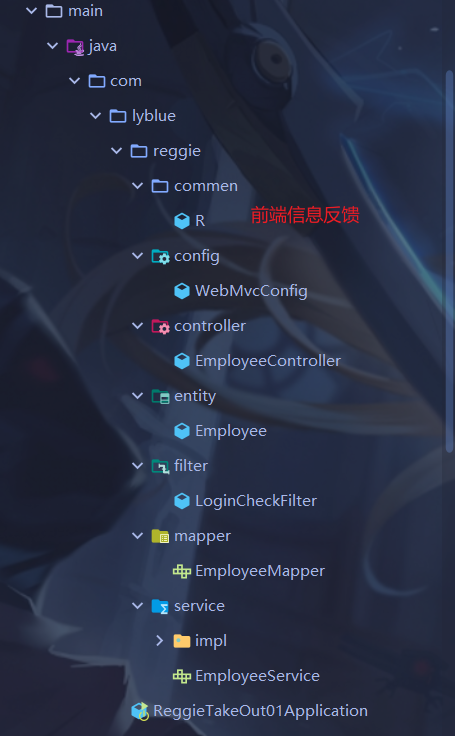 main
java
com
lyblue
reggie
commen
R
前端信息反馈
config
WebMvcConfig
controller
EmployeeController
entity
Employee
filter
LoginCheckFilter
mapper
EmployeeMapper
service
impl
EmployeeService
ReggieTakeOut01Application